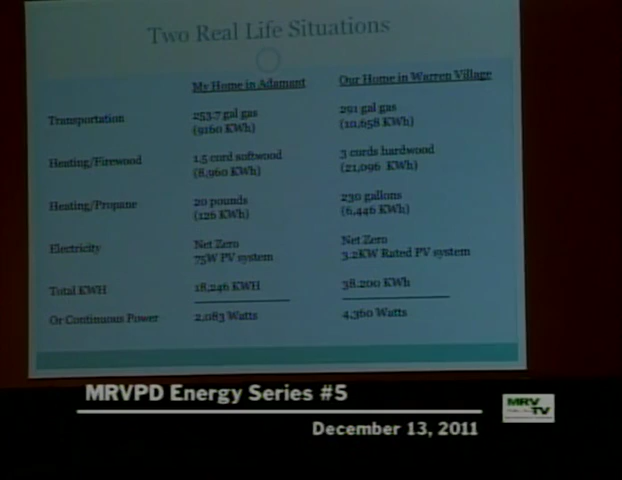 Two Real Life Situations
My Home in Adamant
Our Home in Warren Village
Transportation
253.7 gal gas
(9160 KWh)
291 gal gas
(10,658 KWh)
Heating/Firewood
1.5 cord softwood
(8,960 KWh)
3 cords hardwood
(21,096 KWh)
Heating/Propane
20 pounds
(126 KWh)
230 gallons
(6,446 KWh)
Electricity
Net Zero
75W PV system
Net Zero
3.2KW Rated PV system
Total KWH
18,246 KWH
38,200 KWh
Or Continuous Power
2,083 Watts
4,360 Watts
MRVPD Energy Series #5
December 13, 2011
MRV
TV